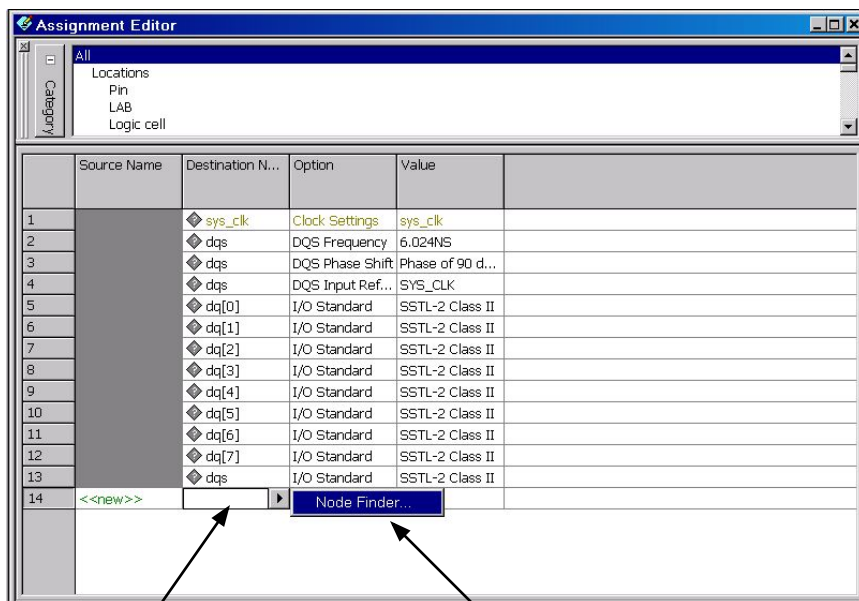 Assignment Editor
Category
All
Locations
Pin
LAB
Logic cell
Source Name Destination N... Option Value
1 sys_clk Clock Settings sys_clk
2 dqs DQS Frequency 6.024NS
3 dqs DQS Phase Shift Phase of 90 d...
4 dqs DQS Input Ref... SYS_CLK
5 dq[0] I/O Standard SSTL-2 Class II
6 dq[1] I/O Standard SSTL-2 Class II
7 dq[2] I/O Standard SSTL-2 Class II
8 dq[3] I/O Standard SSTL-2 Class II
9 dq[4] I/O Standard SSTL-2 Class II
10 dq[5] I/O Standard SSTL-2 Class II
11 dq[6] I/O Standard SSTL-2 Class II
12 dq[7] I/O Standard SSTL-2 Class II
13 dqs I/O Standard SSTL-2 Class II
14 <<new>> Node Finder...